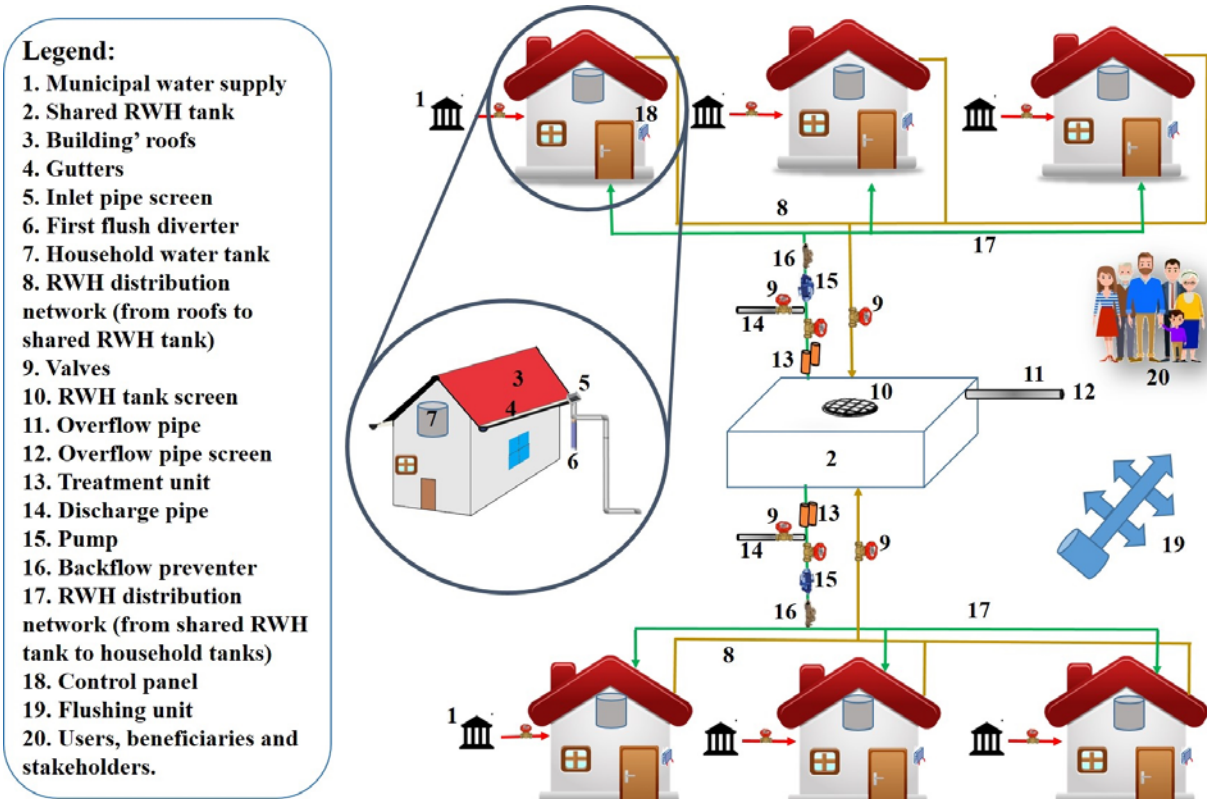 Legend:
1. Municipal water supply
2. Shared RWH tank
3. Building’ roofs
4. Gutters
5. Inlet pipe screen
6. First flush diverter
7. Household water tank
8. RWH distribution
network (from roofs to
shared RWH tank)
9. Valves
10. RWH tank screen
11. Overflow pipe
12. Overflow pipe screen
13. Treatment unit
14. Discharge pipe
15. Pump
16. Backflow preventer
17. RWH distribution
network (from shared RWH
tank to household tanks)
18. Control panel
19. Flushing unit
20. Users, beneficiaries and
stakeholders.
1
18
8
17
16
15
9
14
9
13
10
11
12
20
3
5
4
7
6
2
9
13
14
9
15
19
16
17
8
1